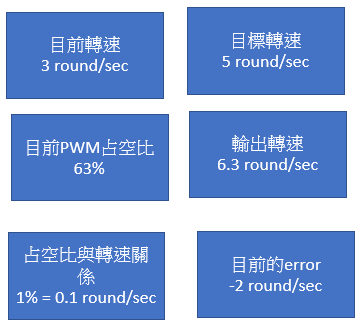 目前轉速
3 round/sec
目標轉速
5 round/sec
目前PWM占空比
63%
輸出轉速
6.3 round/sec
占空比與轉速關
係
1% = 0.1 round/sec
目前的error
-2 round/sec